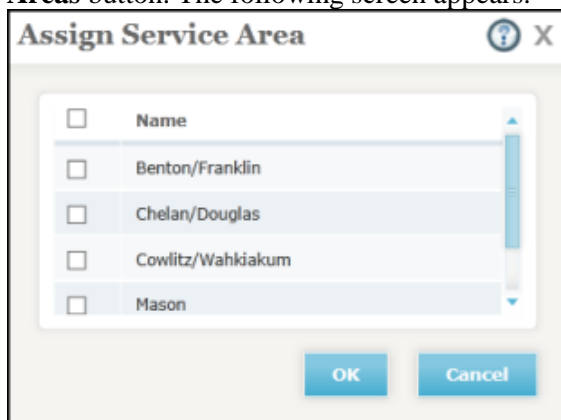 Areas button. The following screen appears:
Assign Service Area ? X
Name
Benton/Franklin
Chelan/Douglas
Cowlitz/Wahkiakum
Mason
OK Cancel